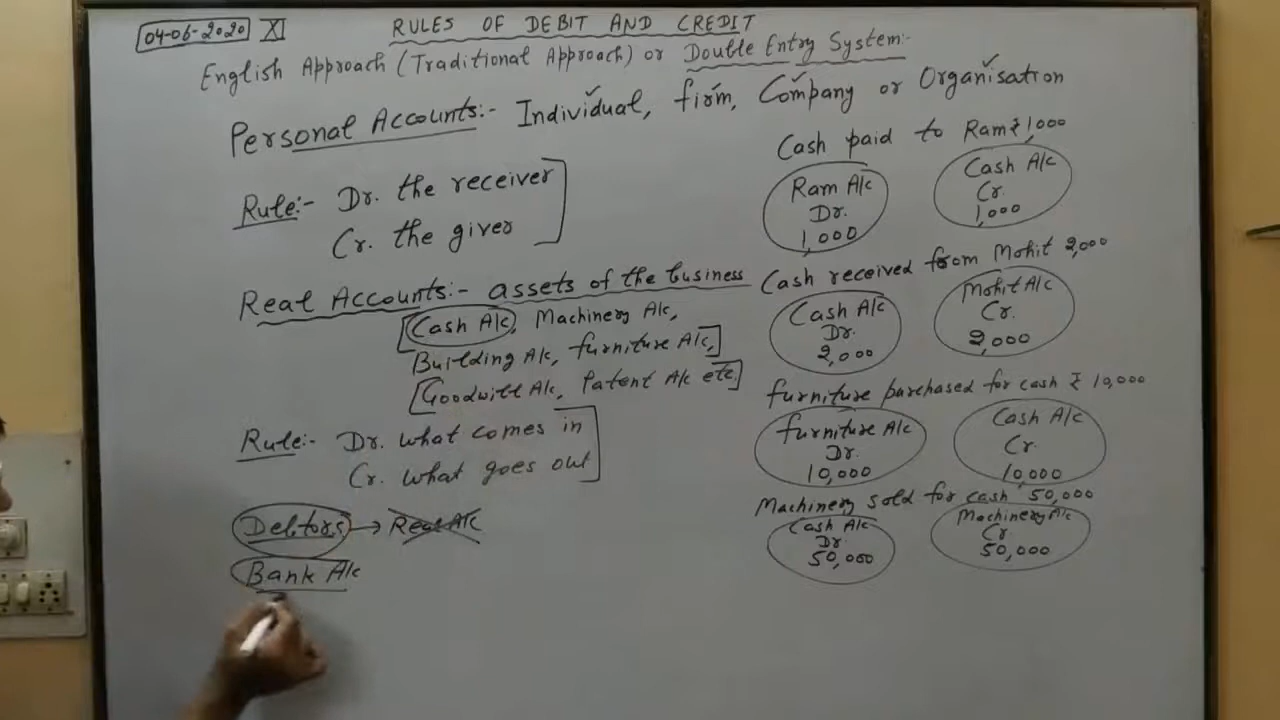 04-06-2020 XI
RULES OF DEBIT AND CREDIT
English Approach (Traditional Approach) or Double Entry System:-
Personal Accounts:- Individual, firm, Company or Organisation
Rule:- Dr. the receiver
Cr. the giver
Real Accounts:- assets of the business
[Cash A/c, Machinery A/c,
Building A/c, furniture A/c,]
[Goodwill A/c, Patent A/c etc.]
Rule:- Dr. what comes in
Cr. what goes out
Debtors → Real A/c
Bank A/c
Cash paid to Ram ₹ 1,000
Ram A/c
Dr.
1,000
Cash A/c
Cr.
1,000
Cash received from Mohit 2,000
Cash A/c
Dr.
2,000
Mohit A/c
Cr.
2,000
furniture purchased for cash ₹ 10,000
furniture A/c
Dr.
10,000
Cash A/c
Cr.
10,000
Machinery sold for cash 50,000
Cash A/c
Dr.
50,000
Machinery A/c
Cr
50,000